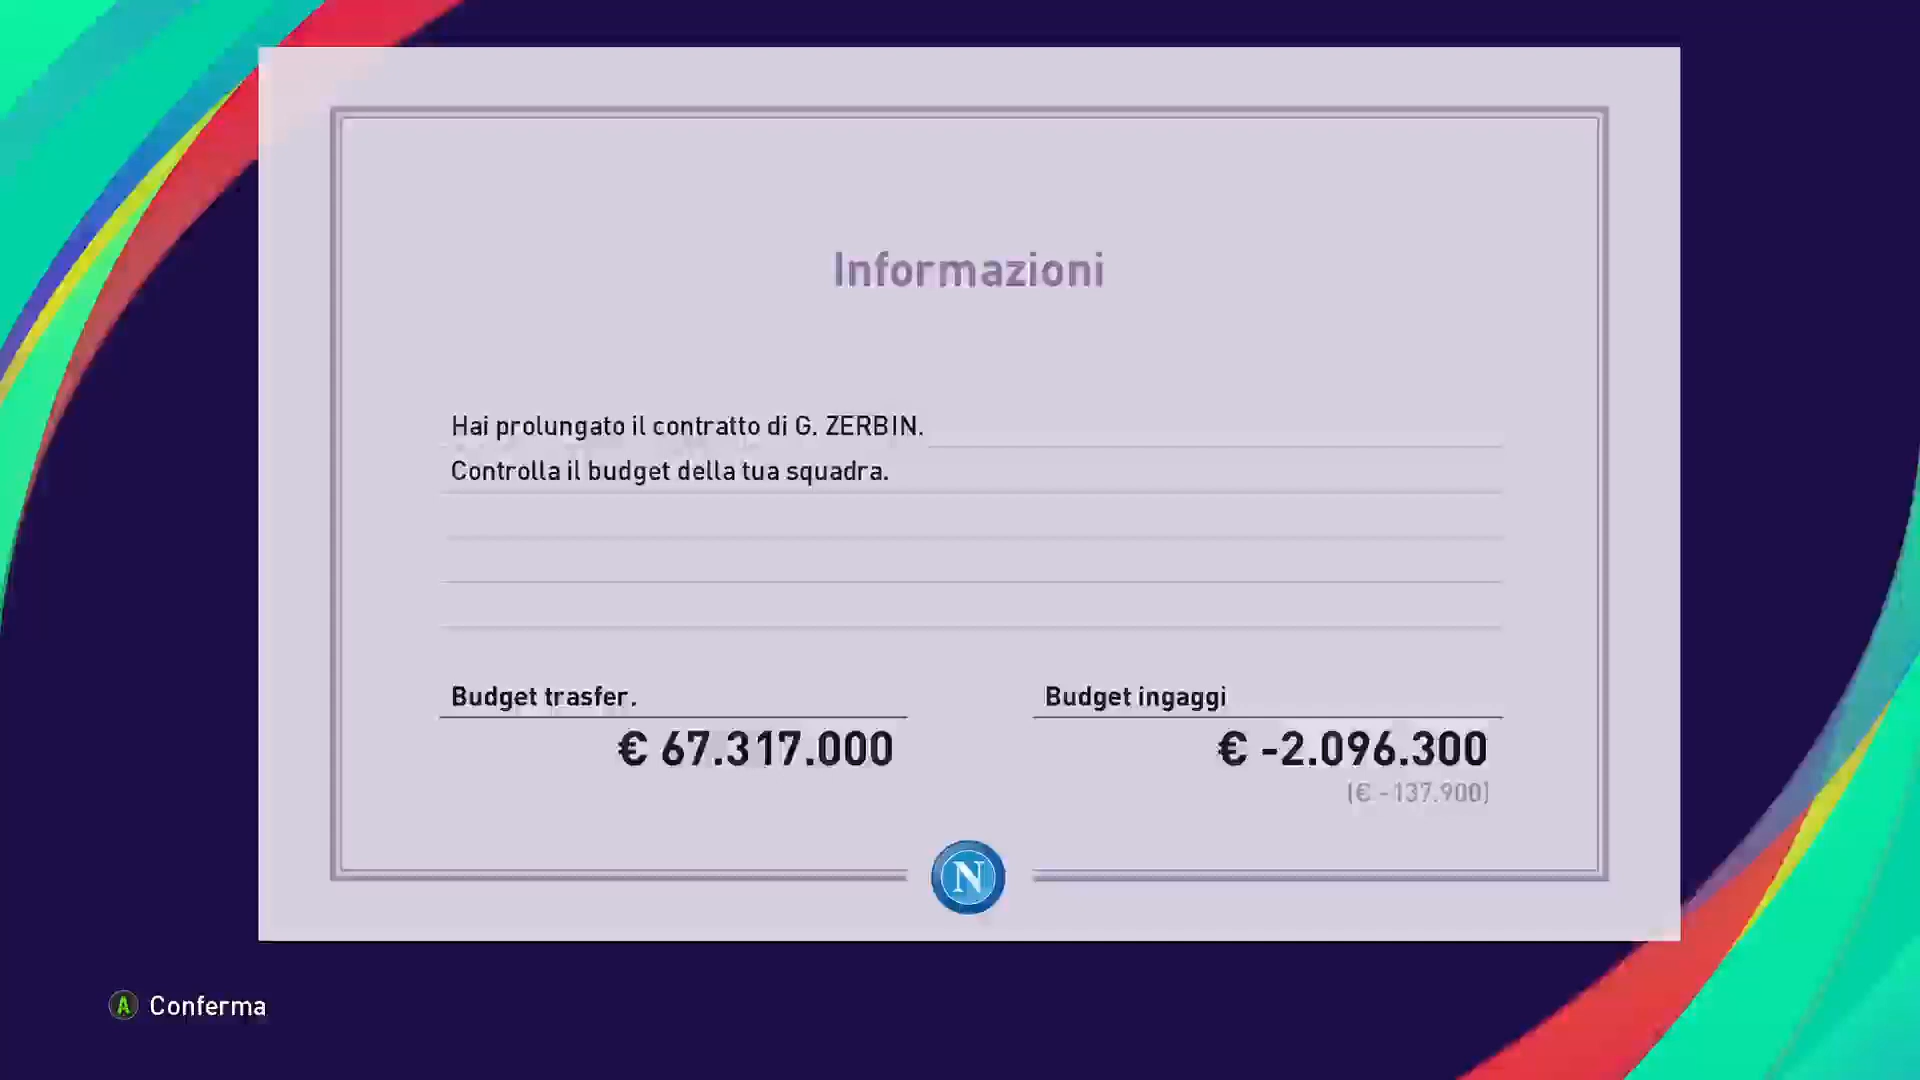 Informazioni
Hai prolungato il contratto di G. ZERBIN.
Controlla il budget della tua squadra.
Budget trasfer.
€ 67.317.000
Budget ingaggi
€ -2.096.300
(€ -137.900)
N
A Conferma